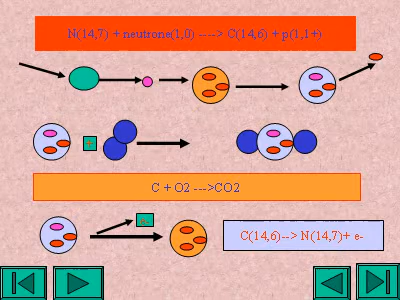 N(14,7) + neutrone(1,0) ----> C(14,6) + p(1,1+)
+
C + O2 --->CO2
e-
C(14,6)--> N(14,7)+ e-